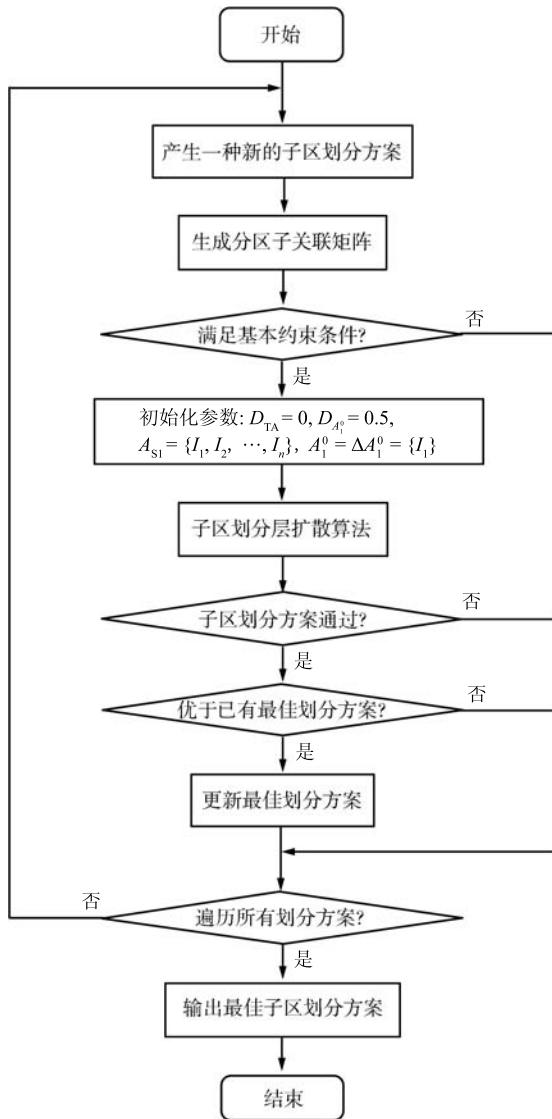 开始
产生一种新的子区划分方案
生成分区子关联矩阵
满足基本约束条件?
否
是
初始化参数: D_TA = 0, D_{A_1^0} = 0.5,
A_S1 = {I_1, I_2, …, I_n}, A_1^0 = ΔA_1^0 = {I_1}
子区划分层扩散算法
子区划分方案通过?
否
是
优于已有最佳划分方案?
否
是
更新最佳划分方案
否
遍历所有划分方案?
是
输出最佳子区划分方案
结束